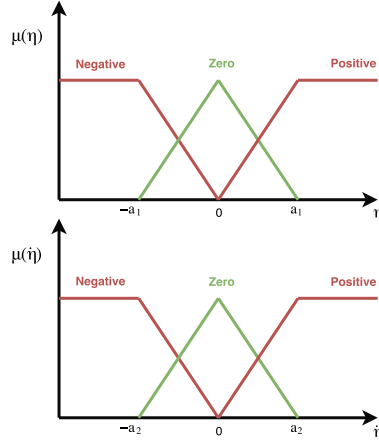 Negative Zero Positive
μ(η)
−a₁ 0 a₁ η
Negative Zero Positive
μ(η̇)
−a₂ 0 a₂ η̇